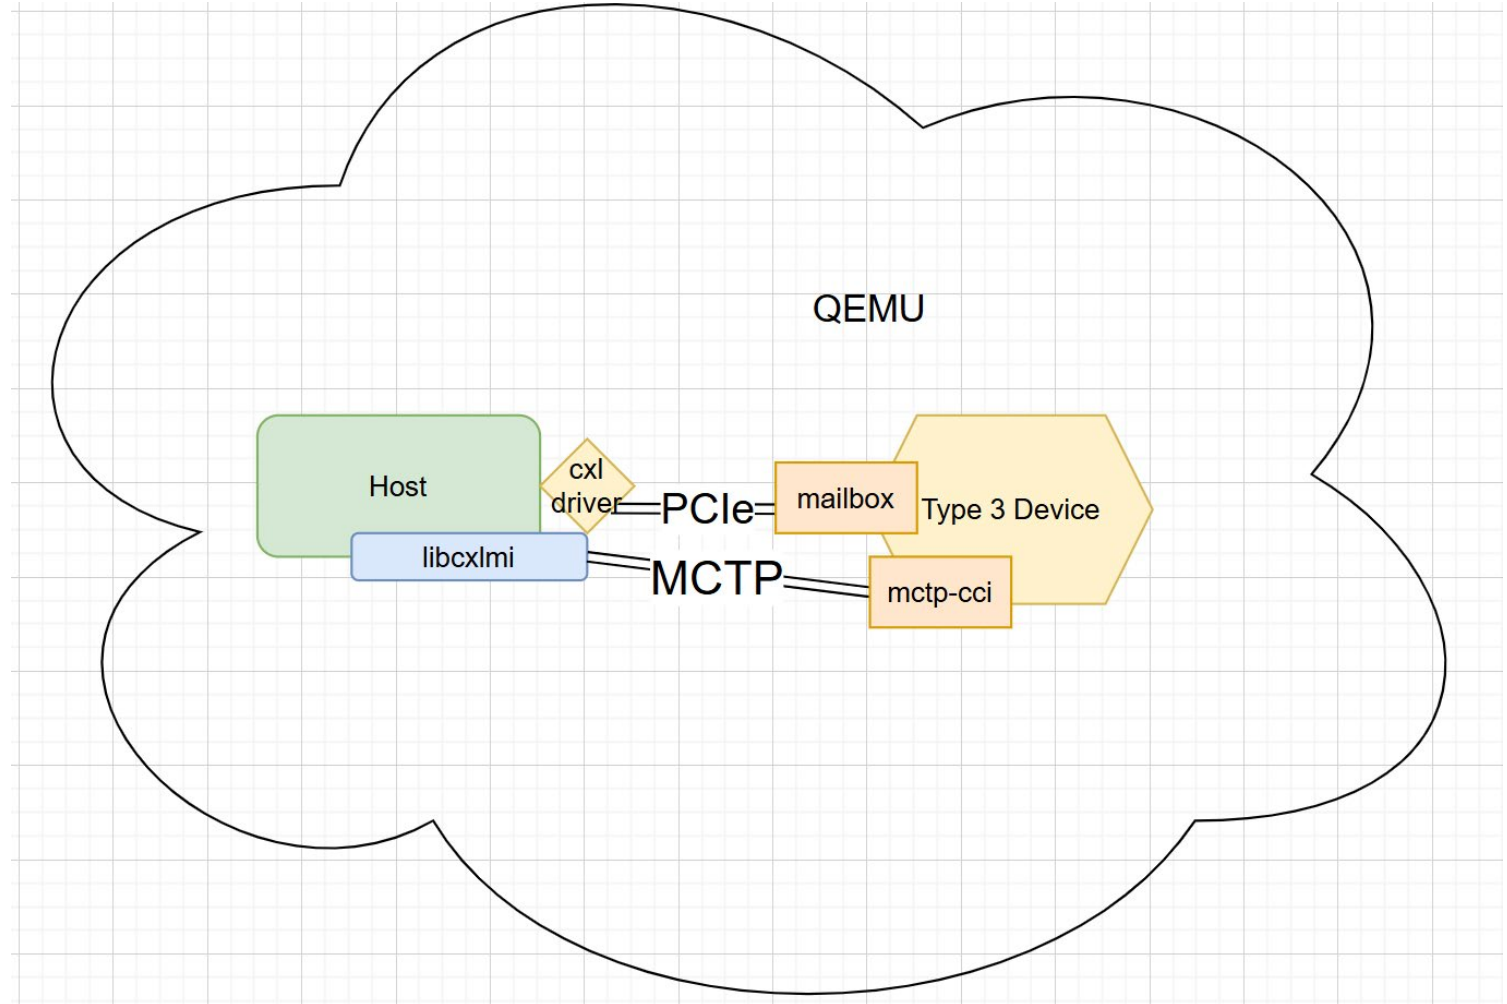 QEMU
Host
cxl
driver
PCIe
mailbox
Type 3 Device
libcxlmi
MCTP
mctp-cci